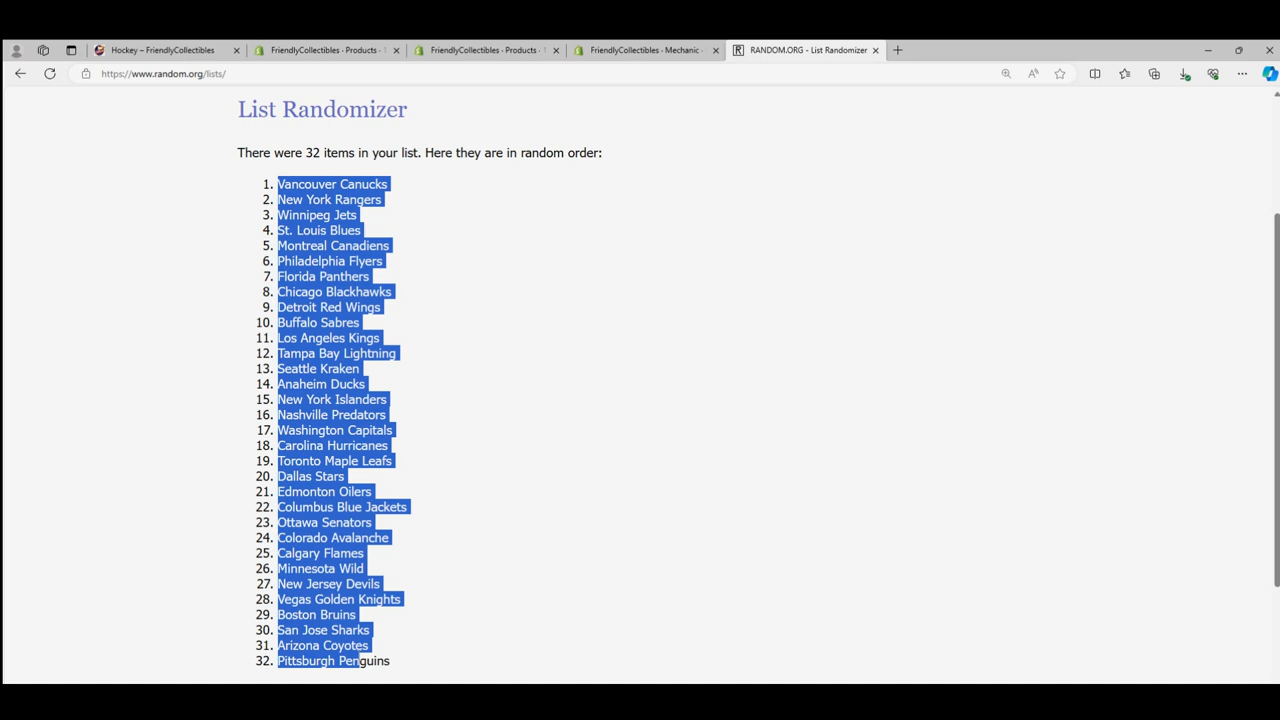 Hockey – FriendlyCollectibles
FriendlyCollectibles · Products ·
FriendlyCollectibles · Products ·
FriendlyCollectibles · Mechanic ·
RANDOM.ORG - List Randomizer
https://www.random.org/lists/
List Randomizer
There were 32 items in your list. Here they are in random order:
1. Vancouver Canucks
2. New York Rangers
3. Winnipeg Jets
4. St. Louis Blues
5. Montreal Canadiens
6. Philadelphia Flyers
7. Florida Panthers
8. Chicago Blackhawks
9. Detroit Red Wings
10. Buffalo Sabres
11. Los Angeles Kings
12. Tampa Bay Lightning
13. Seattle Kraken
14. Anaheim Ducks
15. New York Islanders
16. Nashville Predators
17. Washington Capitals
18. Carolina Hurricanes
19. Toronto Maple Leafs
20. Dallas Stars
21. Edmonton Oilers
22. Columbus Blue Jackets
23. Ottawa Senators
24. Colorado Avalanche
25. Calgary Flames
26. Minnesota Wild
27. New Jersey Devils
28. Vegas Golden Knights
29. Boston Bruins
30. San Jose Sharks
31. Arizona Coyotes
32. Pittsburgh Penguins